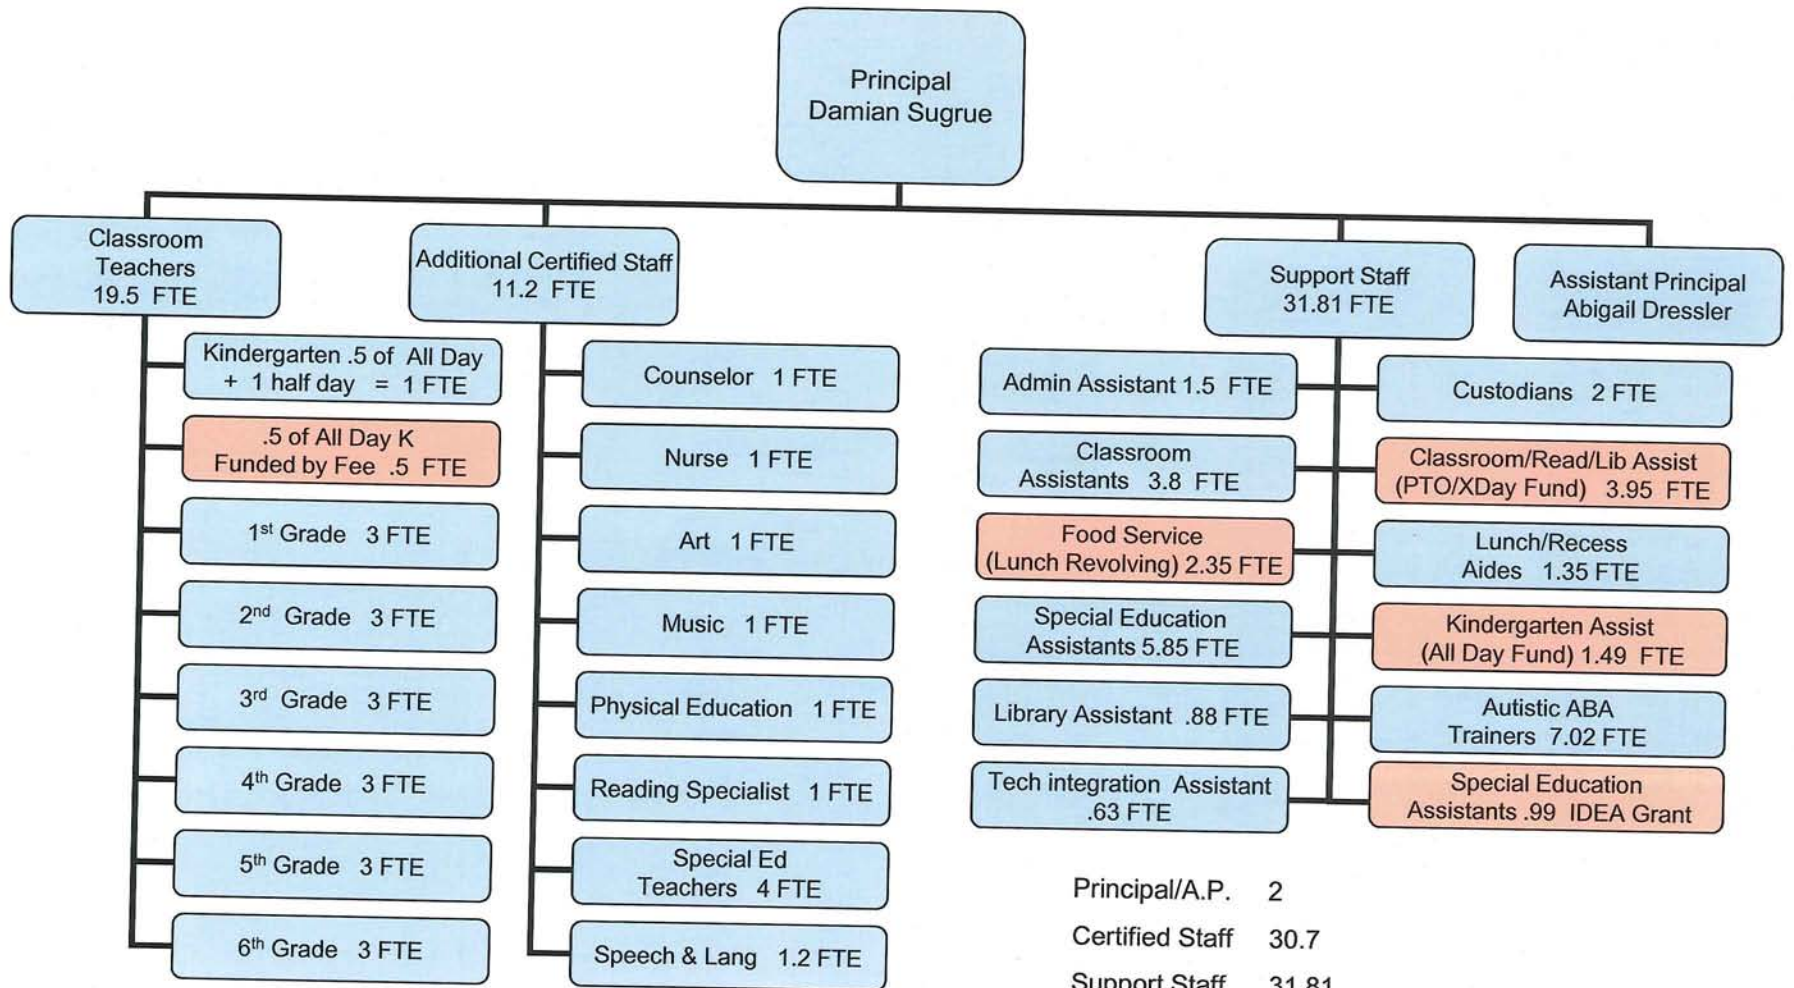 Principal
Damian Sugrue
Classroom
Teachers
19.5 FTE
Kindergarten .5 of All Day
+ 1 half day = 1 FTE
.5 of All Day K
Funded by Fee .5 FTE
1st Grade 3 FTE
2nd Grade 3 FTE
3rd Grade 3 FTE
4th Grade 3 FTE
5th Grade 3 FTE
6th Grade 3 FTE
Additional Certified Staff
11.2 FTE
Counselor 1 FTE
Nurse 1 FTE
Art 1 FTE
Music 1 FTE
Physical Education 1 FTE
Reading Specialist 1 FTE
Special Ed
Teachers 4 FTE
Speech & Lang 1.2 FTE
Support Staff
31.81 FTE
Admin Assistant 1.5 FTE
Classroom
Assistants 3.8 FTE
Food Service
(Lunch Revolving) 2.35 FTE
Special Education
Assistants 5.85 FTE
Library Assistant .88 FTE
Tech integration Assistant
.63 FTE
Custodians 2 FTE
Classroom/Read/Lib Assist
(PTO/XDay Fund) 3.95 FTE
Lunch/Recess
Aides 1.35 FTE
Kindergarten Assist
(All Day Fund) 1.49 FTE
Autistic ABA
Trainers 7.02 FTE
Special Education
Assistants .99 IDEA Grant
Assistant Principal
Abigail Dressler
Principal/A.P. 2
Certified Staff 30.7
Support Staff 31.81